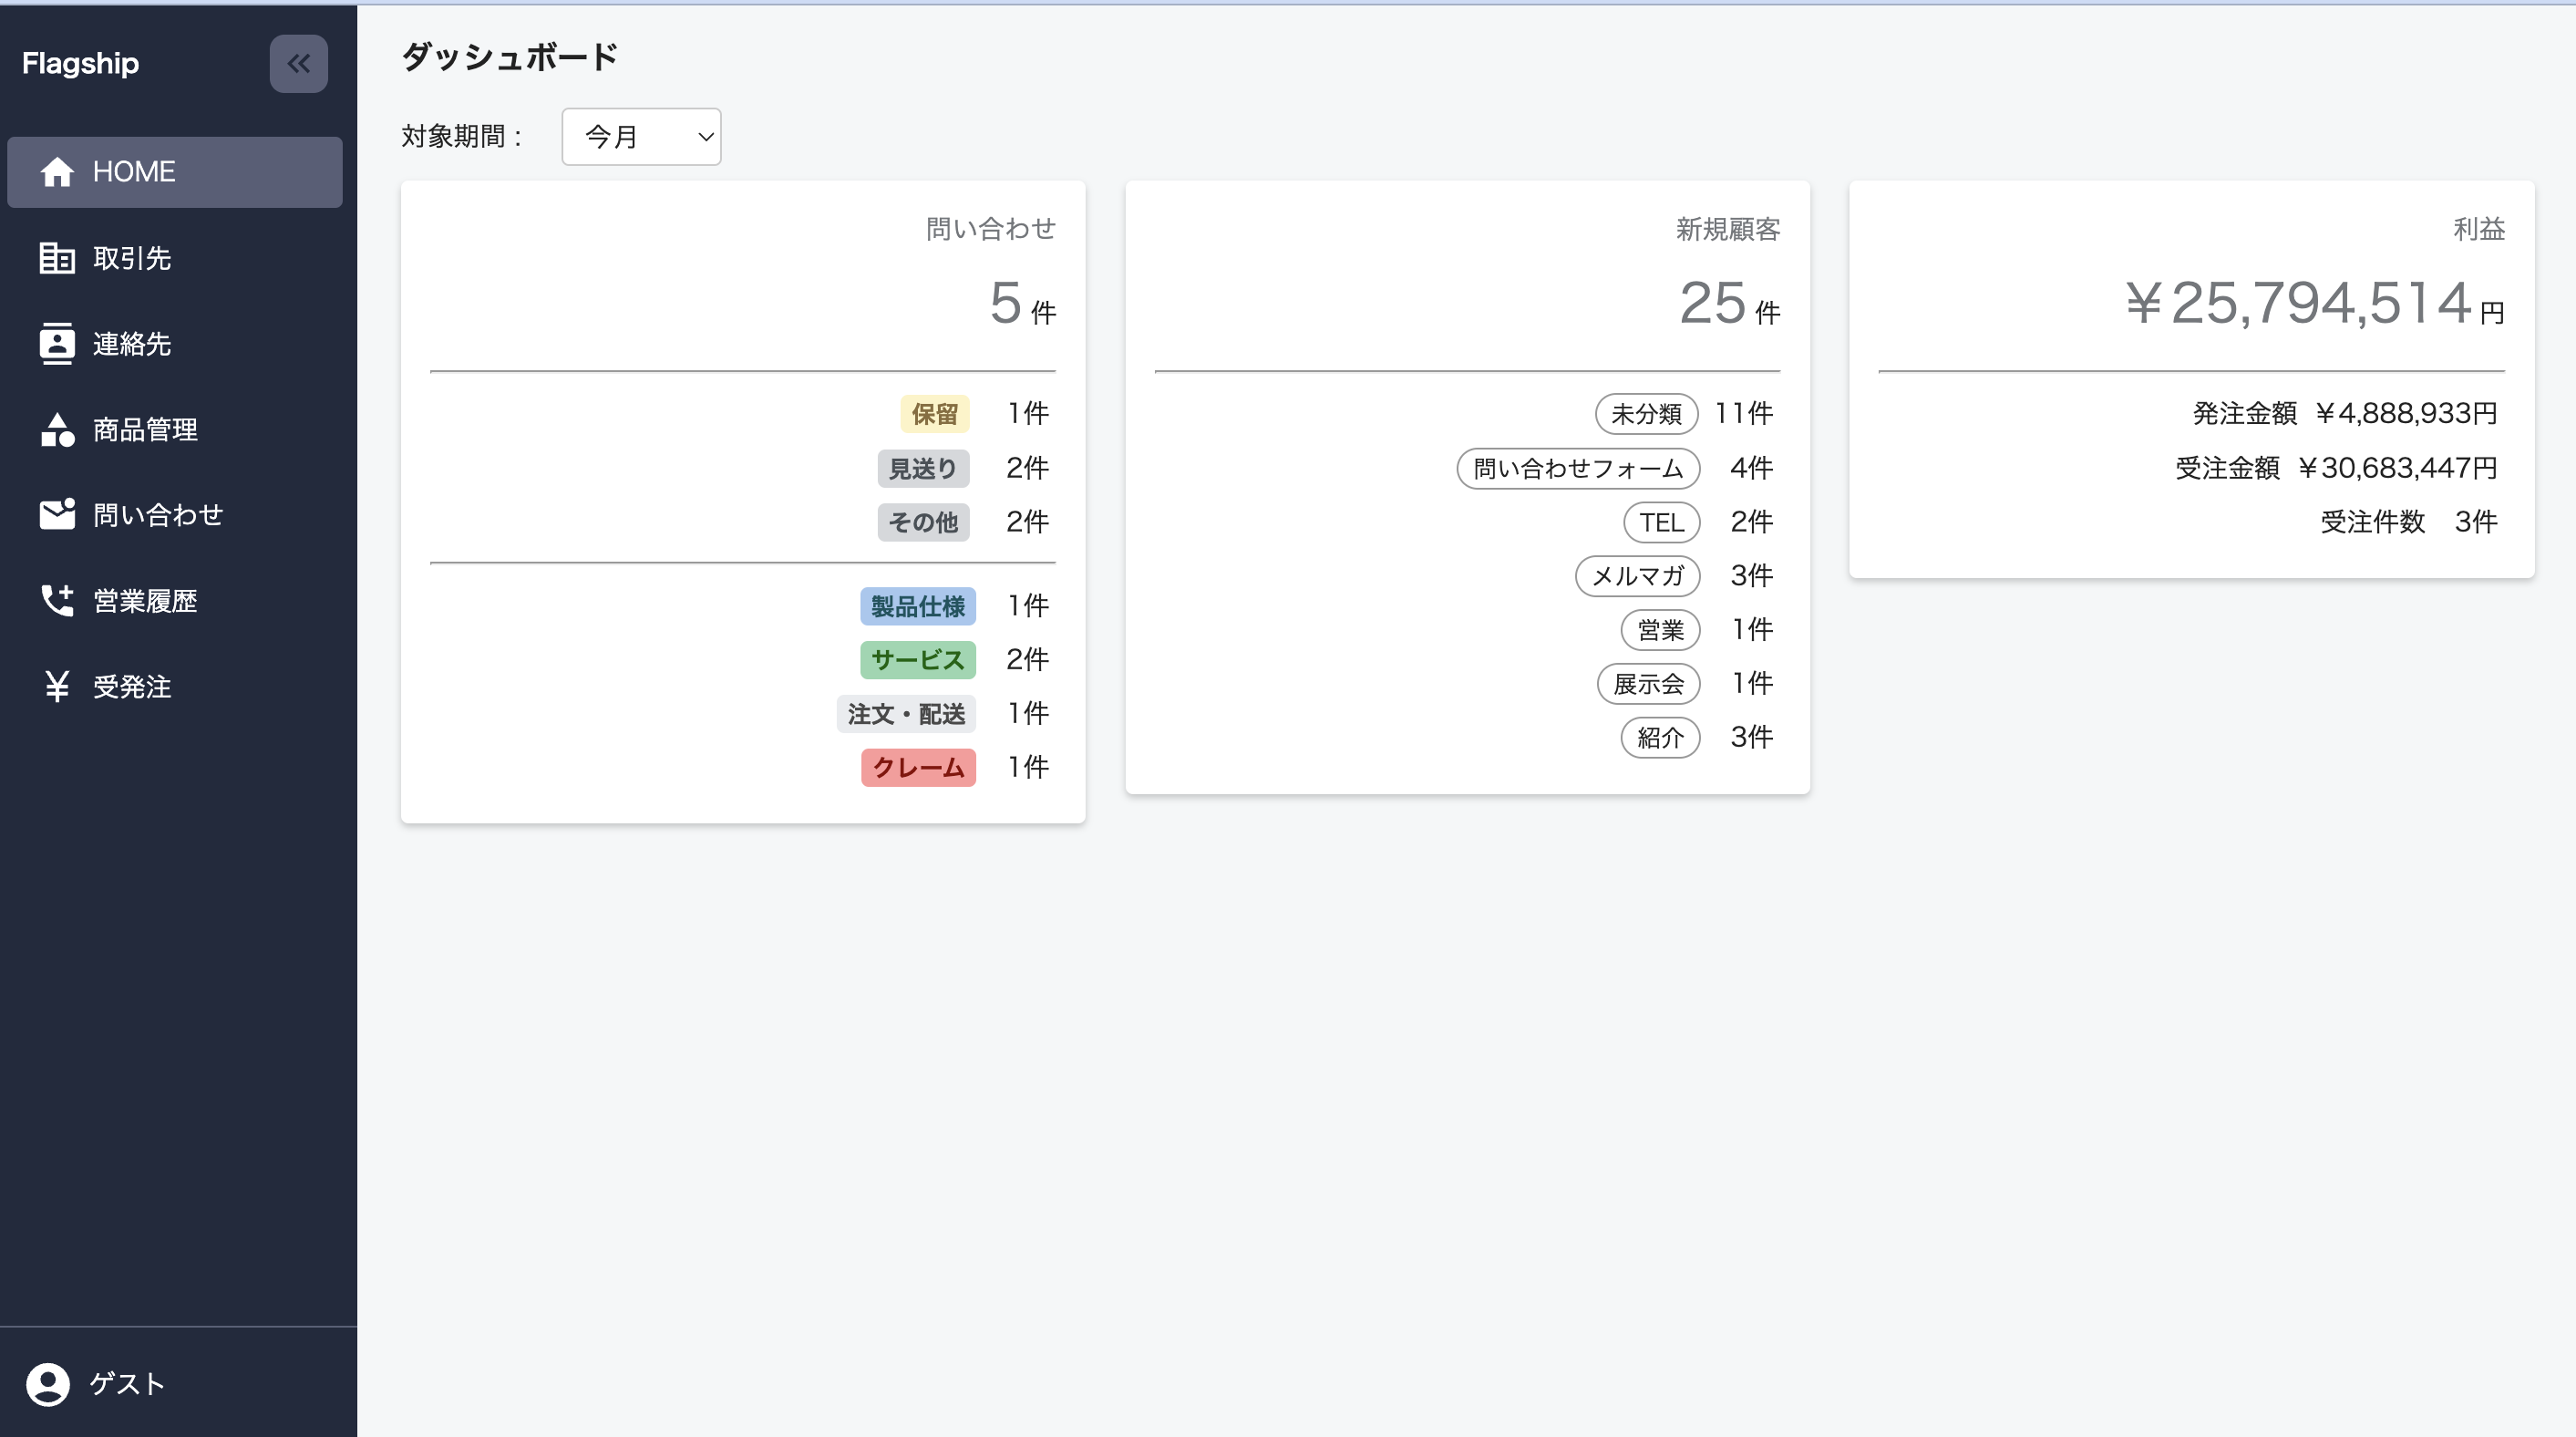 Flagship
HOME
取引先
連絡先
商品管理
問い合わせ
営業履歴
受発注
ゲスト
ダッシュボード
対象期間： 今月
問い合わせ
5 件
保留 1件
見送り 2件
その他 2件
製品仕様 1件
サービス 2件
注文・配送 1件
クレーム 1件
新規顧客
25 件
未分類 11件
問い合わせフォーム 4件
TEL 2件
メルマガ 3件
営業 1件
展示会 1件
紹介 3件
利益
￥25,794,514 円
発注金額 ￥4,888,933円
受注金額 ￥30,683,447円
受注件数 3件